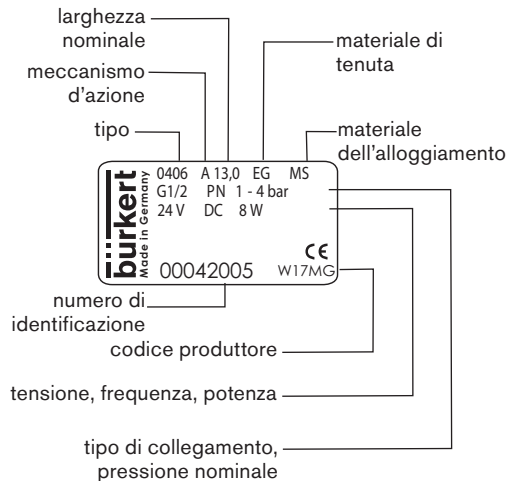 larghezza
nominale
materiale di
tenuta
meccanismo
d'azione
tipo
materiale
dell'alloggiamento
0406 A 13,0 EG MS
G1/2 PN 1 - 4 bar
24 V DC 8 W
bürkert
Made in Germany
CE
00042005 W17MG
numero di
identificazione
codice produttore
tensione, frequenza, potenza
tipo di collegamento,
pressione nominale